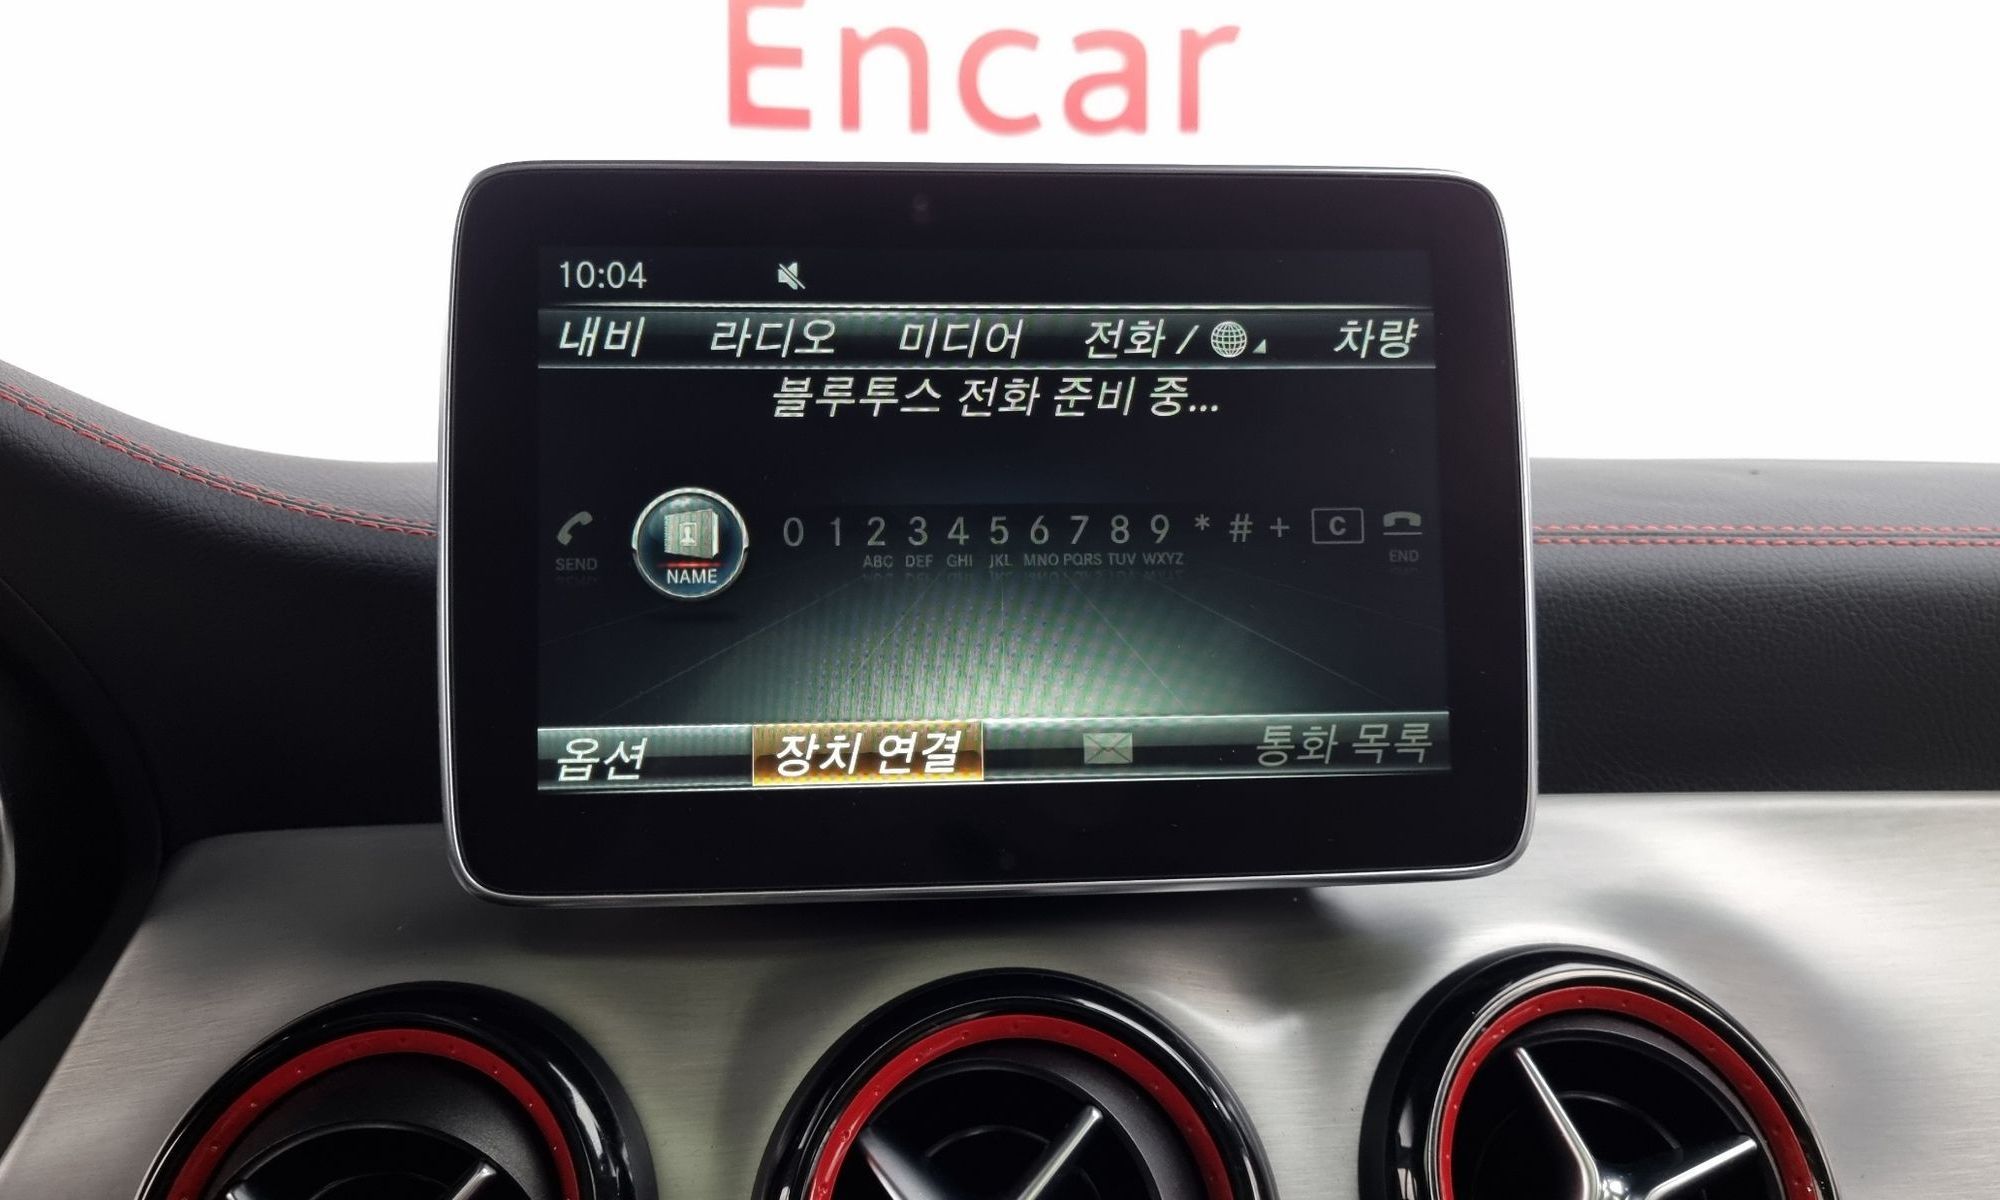 Encar
10:04
내비 라디오 미디어 전화 / 차량
블루투스 전화 준비 중...
0 1 2 3 4 5 6 7 8 9 * # + C
SEND NAME ABC DEF GHI JKL MNO PQRS TUV WXYZ END
옵션 장치 연결 통화 목록